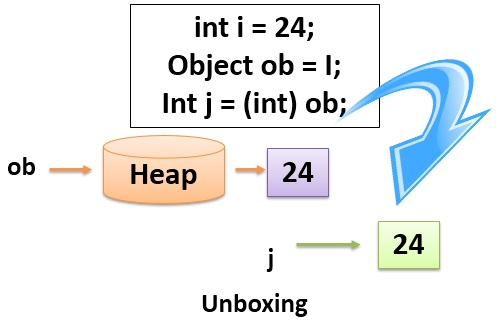 int i = 24;
Object ob = I;
Int j = (int) ob;
ob
Heap
24
j
24
Unboxing